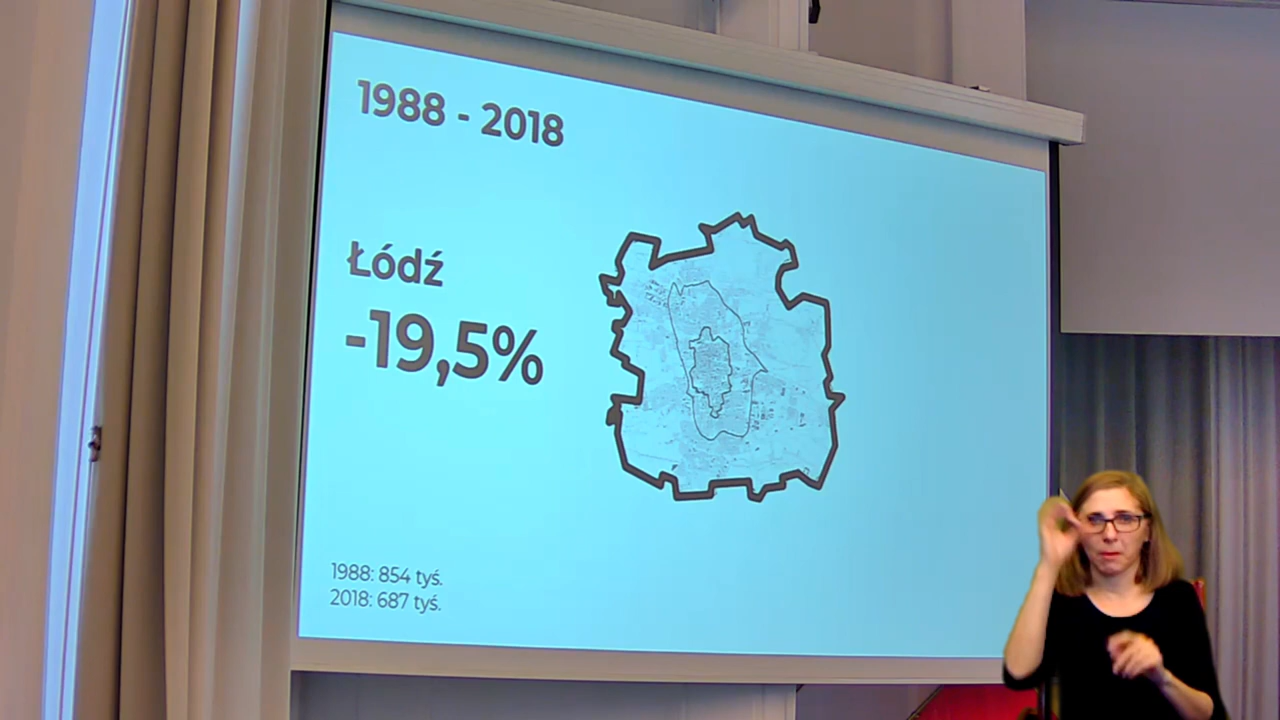 1988 - 2018
Łódź
-19,5%
1988: 854 tyś.
2018: 687 tyś.